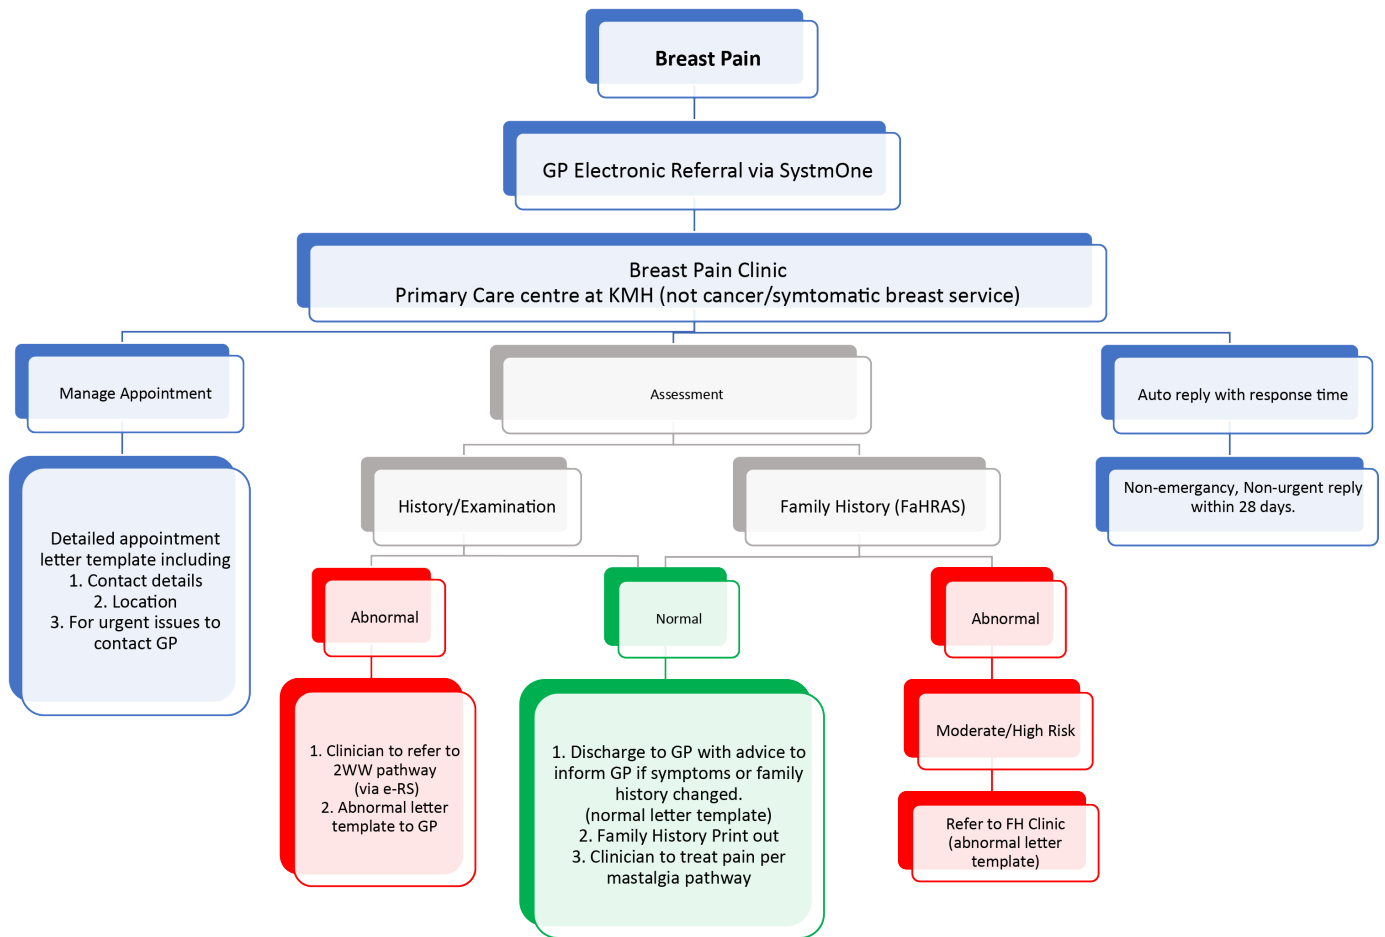 Breast Pain
GP Electronic Referral via SystmOne
Breast Pain Clinic
Primary Care centre at KMH (not cancer/symtomatic breast service)
Manage Appointment
Assessment
Auto reply with response time
Detailed appointment
letter template including
1. Contact details
2. Location
3. For urgent issues to
contact GP
History/Examination
Family History (FaHRAS)
Non-emergancy, Non-urgent reply
within 28 days.
Abnormal
Normal
Abnormal
1. Clinician to refer to
2WW pathway
(via e-RS)
2. Abnormal letter
template to GP
1. Discharge to GP with advice to
inform GP if symptoms or family
history changed.
(normal letter template)
2. Family History Print out
3. Clinician to treat pain per
mastalgia pathway
Moderate/High Risk
Refer to FH Clinic
(abnormal letter
template)